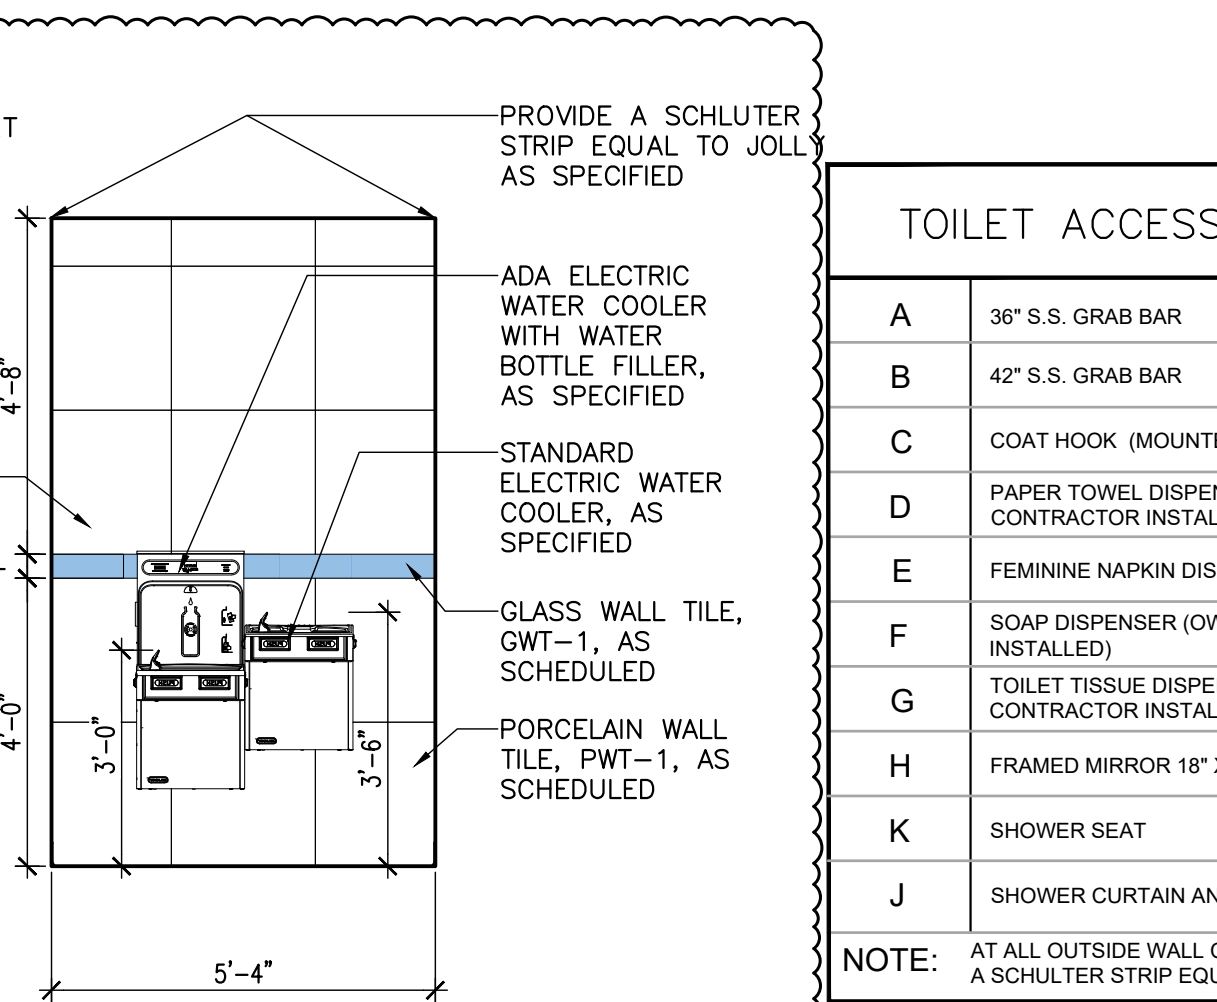 T
PROVIDE A SCHLUTER
STRIP EQUAL TO JOLLY
AS SPECIFIED
ADA ELECTRIC
WATER COOLER
WITH WATER
BOTTLE FILLER,
AS SPECIFIED
STANDARD
ELECTRIC WATER
COOLER, AS
SPECIFIED
GLASS WALL TILE,
GWT-1, AS
SCHEDULED
PORCELAIN WALL
TILE, PWT-1, AS
SCHEDULED
4'-8"
4'-0"
3'-0"
3'-6"
5'-4"
TOILET ACCESS
A 36" S.S. GRAB BAR
B 42" S.S. GRAB BAR
C COAT HOOK (MOUNTE
D PAPER TOWEL DISPEN
CONTRACTOR INSTAL
E FEMININE NAPKIN DIS
F SOAP DISPENSER (OW
INSTALLED)
G TOILET TISSUE DISPE
CONTRACTOR INSTAL
H FRAMED MIRROR 18" X
K SHOWER SEAT
J SHOWER CURTAIN AN
NOTE: AT ALL OUTSIDE WALL C
A SCHULTER STRIP EQU